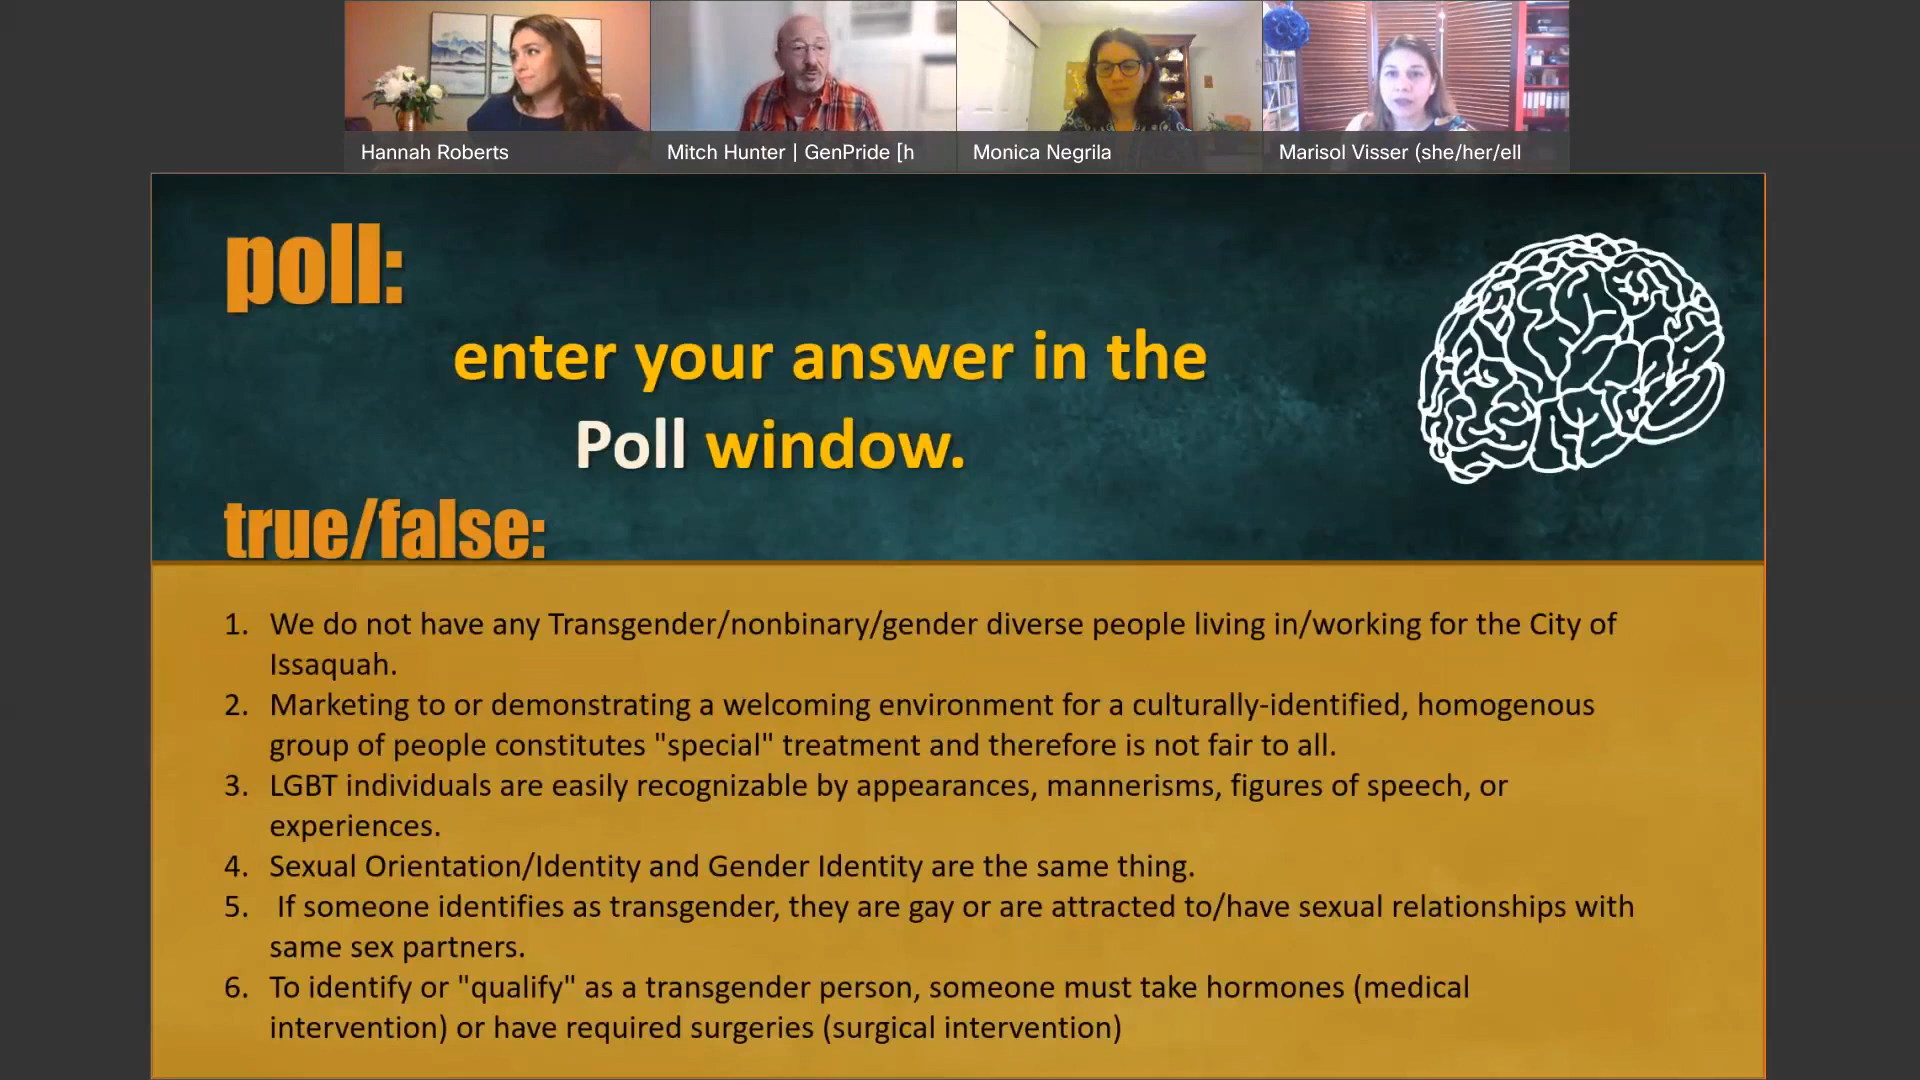 Hannah Roberts
Mitch Hunter | GenPride [h
Monica Negrila
Marisol Visser (she/her/ell
poll:
enter your answer in the
Poll window.
true/false:
1. We do not have any Transgender/nonbinary/gender diverse people living in/working for the City of
Issaquah.
2. Marketing to or demonstrating a welcoming environment for a culturally-identified, homogenous
group of people constitutes "special" treatment and therefore is not fair to all.
3. LGBT individuals are easily recognizable by appearances, mannerisms, figures of speech, or
experiences.
4. Sexual Orientation/Identity and Gender Identity are the same thing.
5. If someone identifies as transgender, they are gay or are attracted to/have sexual relationships with
same sex partners.
6. To identify or "qualify" as a transgender person, someone must take hormones (medical
intervention) or have required surgeries (surgical intervention)